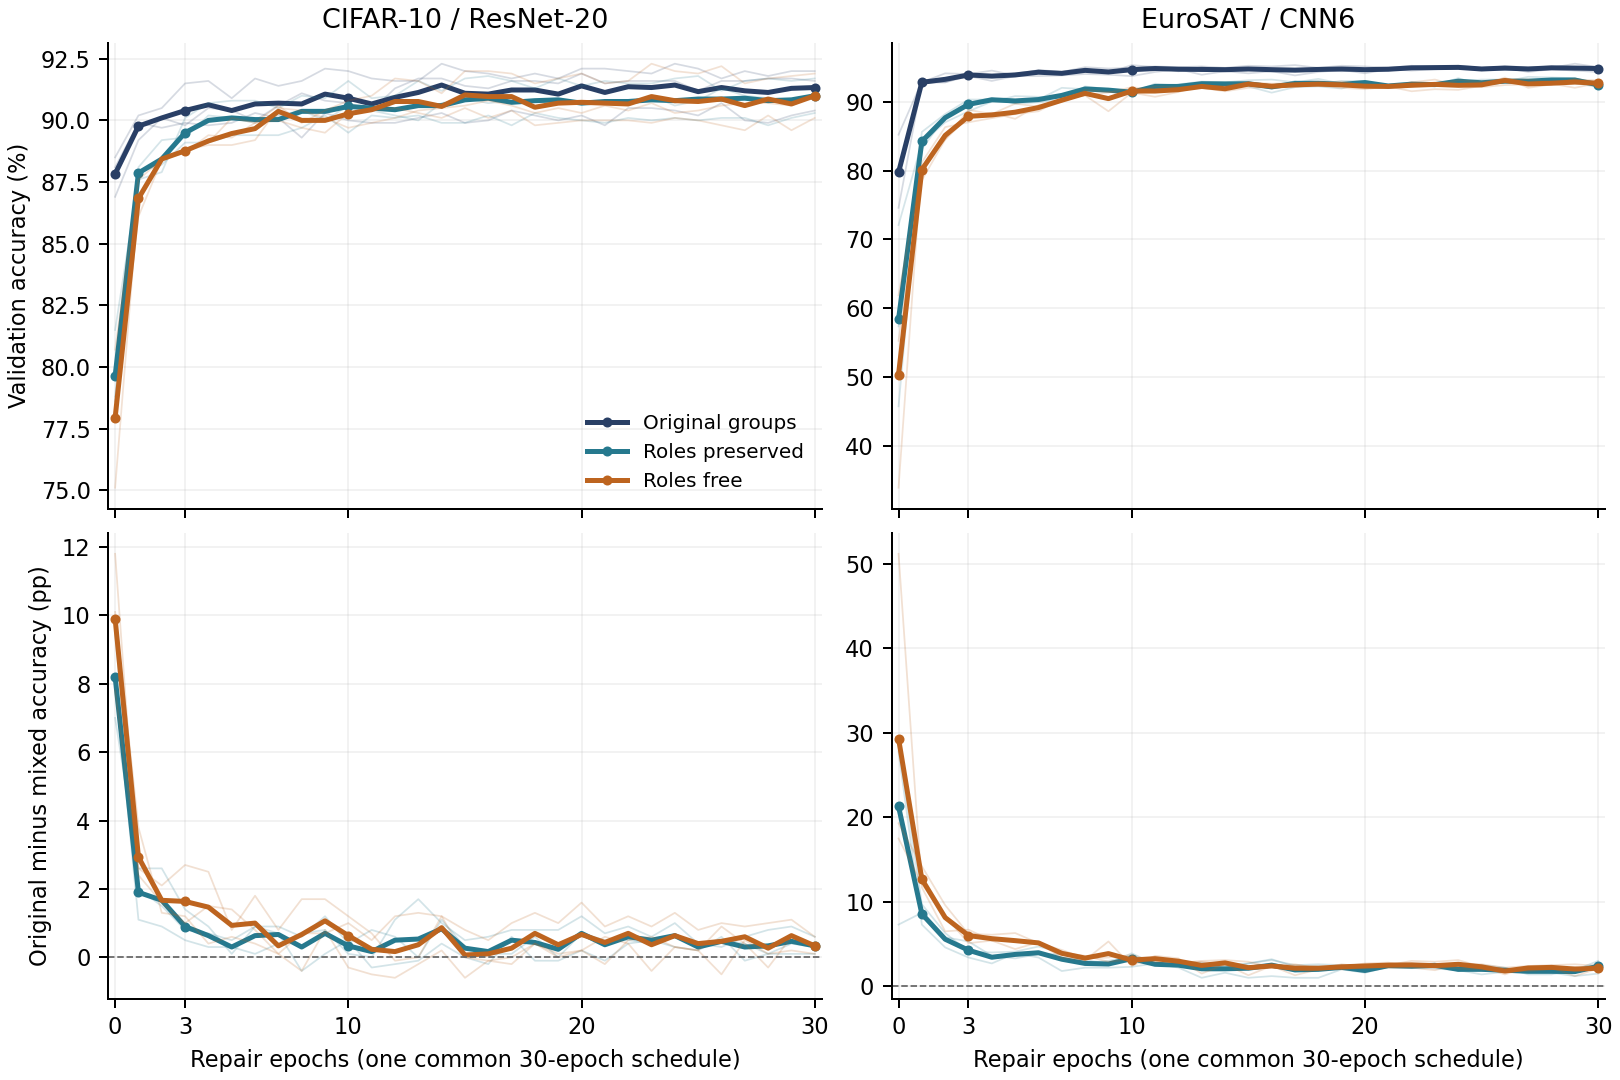 CIFAR-10 / ResNet-20
Validation accuracy (%)
92.5
90.0
87.5
85.0
82.5
80.0
77.5
75.0
Original groups
Roles preserved
Roles free
EuroSAT / CNN6
90
80
70
60
50
40
Original minus mixed accuracy (pp)
12
10
8
6
4
2
0
0 3 10 20 30
Repair epochs (one common 30-epoch schedule)
50
40
30
20
10
0
0 3 10 20 30
Repair epochs (one common 30-epoch schedule)